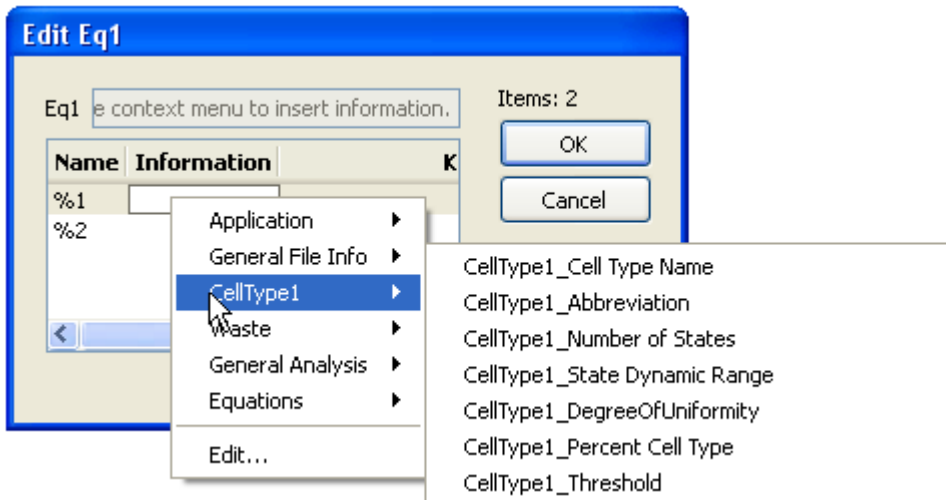 Edit Eq1
Eq1 e context menu to insert information.
Items: 2
OK
Cancel
Name Information K
%1
%2
Application
General File Info
CellType1
Waste
General Analysis
Equations
Edit...
CellType1_Cell Type Name
CellType1_Abbreviation
CellType1_Number of States
CellType1_State Dynamic Range
CellType1_DegreeOfUniformity
CellType1_Percent Cell Type
CellType1_Threshold